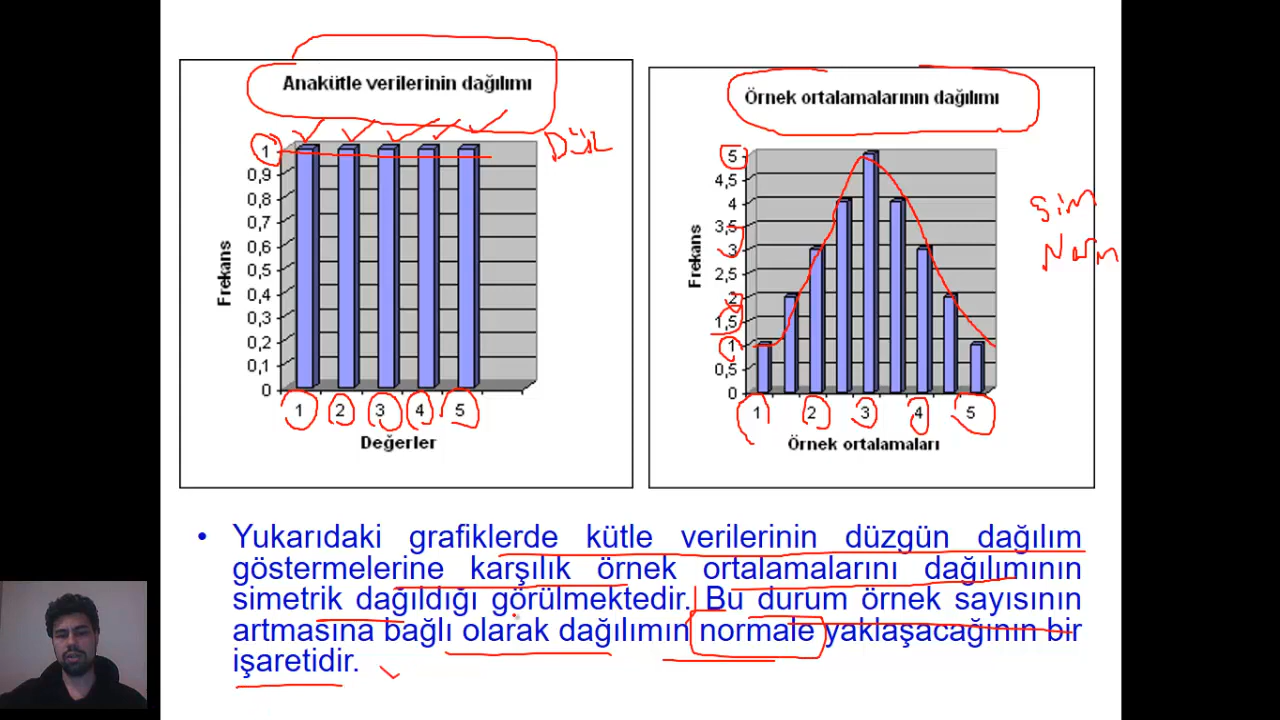 Anakütle verilerinin dağılımı
DÜZ
1
0,9
0,8
0,7
0,6
0,5
0,4
0,3
0,2
0,1
0
Frekans
1 2 3 4 5
Değerler
Örnek ortalamalarının dağılımı
5
4,5
4
3,5
3
2,5
2
1,5
1
0,5
0
Frekans
1 2 3 4 5
Örnek ortalamaları
Sim
Norm
• Yukarıdaki grafiklerde kütle verilerinin düzgün dağılım
göstermelerine karşılık örnek ortalamalarını dağılımının
simetrik dağıldığı görülmektedir. Bu durum örnek sayısının
artmasına bağlı olarak dağılımın normale yaklaşacağının bir
işaretidir.